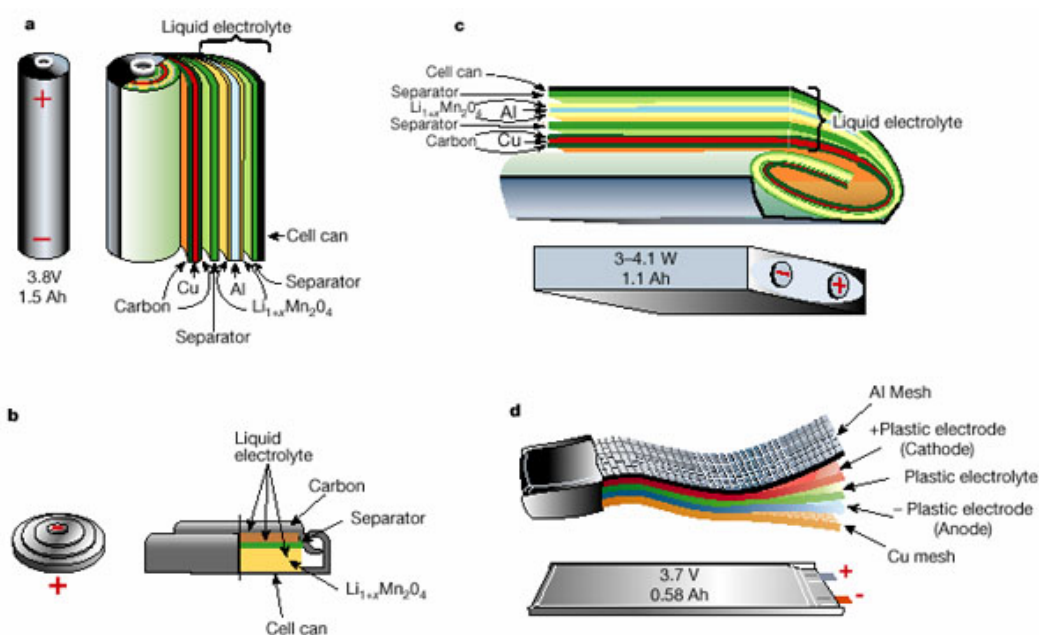 a
Liquid electrolyte
+
−
3.8V
1.5 Ah
Cell can
Separator
Li1+xMn2O4
Al
Cu
Carbon
Separator
c
Cell can
Separator
Li1+xMn2O4
Al
Separator
Carbon
Cu
Liquid electrolyte
3–4.1 W
1.1 Ah
−
+
b
Liquid
electrolyte
Carbon
Separator
Li1+xMn2O4
Cell can
−
+
d
Al Mesh
+Plastic electrode
(Cathode)
Plastic electrolyte
− Plastic electrode
(Anode)
Cu mesh
3.7 V
0.58 Ah
+
-